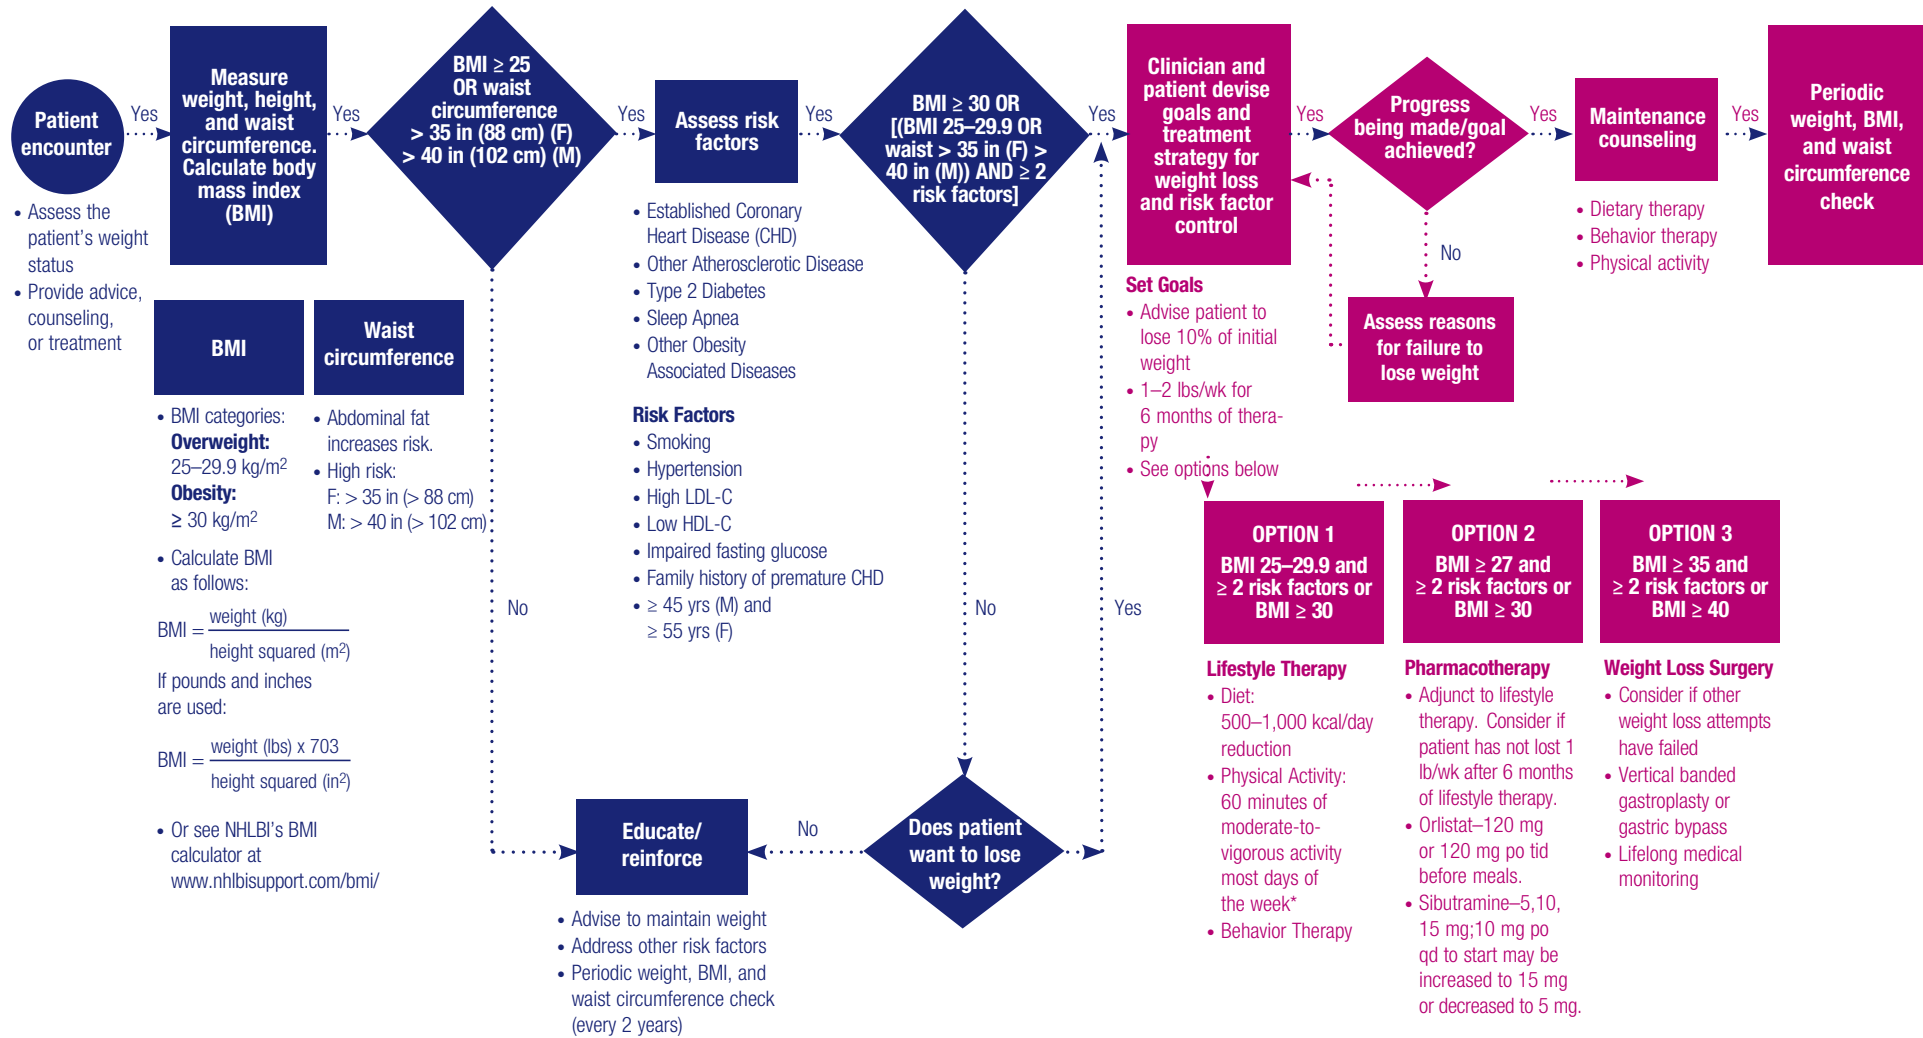 Patient
encounter
• Assess the
patient's weight
status
• Provide advice,
counseling,
or treatment
Yes
Measure
weight, height,
and waist
circumference.
Calculate body
mass index
(BMI)
BMI
• BMI categories:
Overweight:
25–29.9 kg/m2
Obesity:
≥ 30 kg/m2
• Calculate BMI
as follows:
BMI = weight (kg)
height squared (m2)
If pounds and inches
are used:
BMI = weight (lbs) x 703
height squared (in2)
• Or see NHLBI's BMI
calculator at
www.nhlbisupport.com/bmi/
Waist
circumference
• Abdominal fat
increases risk.
• High risk:
F: > 35 in (> 88 cm)
M: > 40 in (> 102 cm)
Yes
BMI ≥ 25
OR waist
circumference
> 35 in (88 cm) (F)
> 40 in (102 cm) (M)
No
Yes
Assess risk
factors
• Established Coronary
Heart Disease (CHD)
• Other Atherosclerotic Disease
• Type 2 Diabetes
• Sleep Apnea
• Other Obesity
Associated Diseases
Risk Factors
• Smoking
• Hypertension
• High LDL-C
• Low HDL-C
• Impaired fasting glucose
• Family history of premature CHD
• ≥ 45 yrs (M) and
≥ 55 yrs (F)
Yes
BMI ≥ 30 OR
[(BMI 25–29.9 OR
waist > 35 in (F) >
40 in (M)) AND ≥ 2
risk factors]
No
Does patient
want to lose
weight?
No
Educate/
reinforce
• Advise to maintain weight
• Address other risk factors
• Periodic weight, BMI, and
waist circumference check
(every 2 years)
Yes
Yes
Clinician and
patient devise
goals and
treatment
strategy for
weight loss
and risk factor
control
Set Goals
• Advise patient to
lose 10% of initial
weight
• 1–2 lbs/wk for
6 months of thera-
py
• See options below
Yes
Progress
being made/goal
achieved?
No
Assess reasons
for failure to
lose weight
Yes
Maintenance
counseling
• Dietary therapy
• Behavior therapy
• Physical activity
Yes
Periodic
weight, BMI,
and waist
circumference
check
OPTION 1
BMI 25–29.9 and
≥ 2 risk factors or
BMI ≥ 30
Lifestyle Therapy
• Diet:
500–1,000 kcal/day
reduction
• Physical Activity:
60 minutes of
moderate-to-
vigorous activity
most days of
the week*
• Behavior Therapy
OPTION 2
BMI ≥ 27 and
≥ 2 risk factors or
BMI ≥ 30
Pharmacotherapy
• Adjunct to lifestyle
therapy. Consider if
patient has not lost 1
lb/wk after 6 months
of lifestyle therapy.
• Orlistat–120 mg
or 120 mg po tid
before meals.
• Sibutramine–5,10,
15 mg;10 mg po
qd to start may be
increased to 15 mg
or decreased to 5 mg.
OPTION 3
BMI ≥ 35 and
≥ 2 risk factors or
BMI ≥ 40
Weight Loss Surgery
• Consider if other
weight loss attempts
have failed
• Vertical banded
gastroplasty or
gastric bypass
• Lifelong medical
monitoring